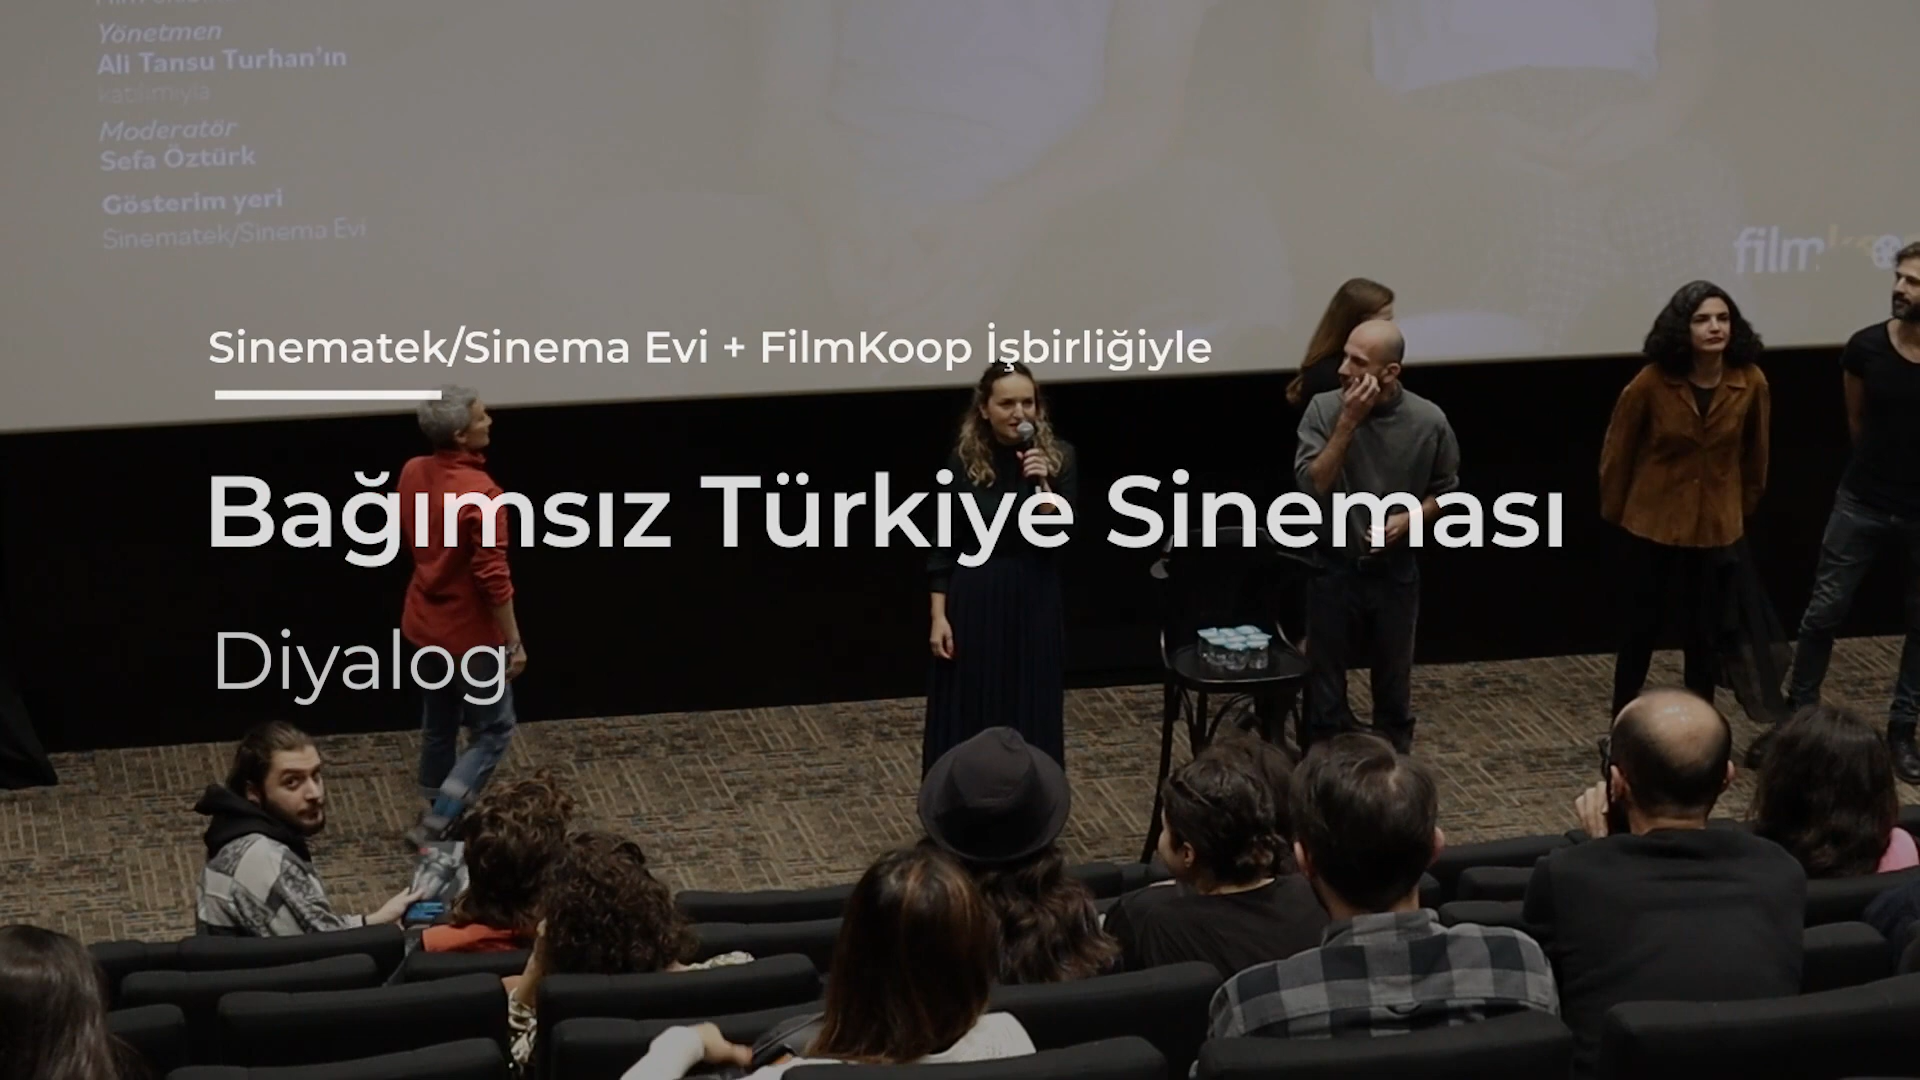 Yönetmen
Ali Tansu Turhan'ın
katılımıyla
Moderatör
Sefa Öztürk
Gösterim yeri
Sinematek/Sinema Evi
film
Sinematek/Sinema Evi + FilmKoop İşbirliğiyle
Bağımsız Türkiye Sineması
Diyalog